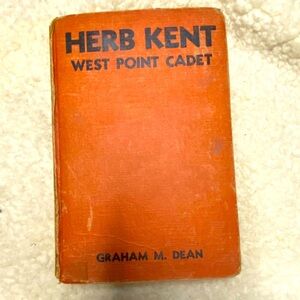 HERB KENT
WEST POINT CADET
GRAHAM M. DEAN